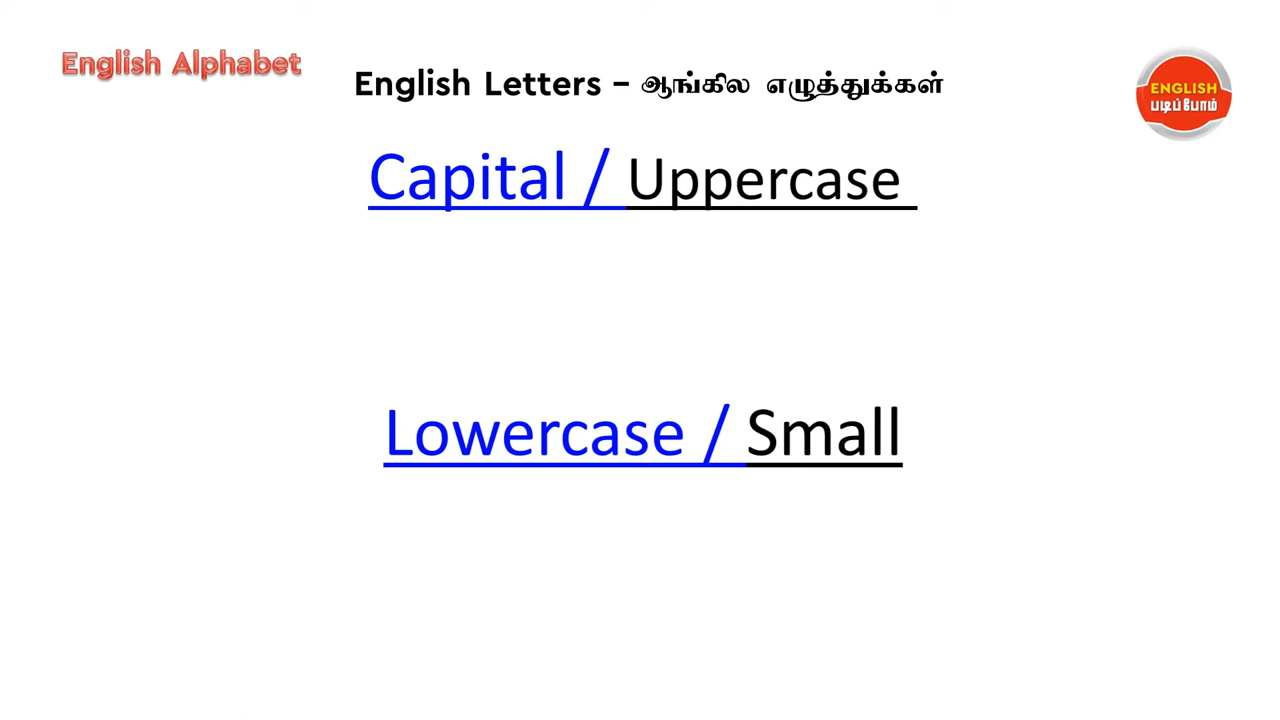 English Alphabet
English Letters - ஆங்கில எழுத்துக்கள்
ENGLISH
படிப்போம்
Capital / Uppercase
Lowercase / Small